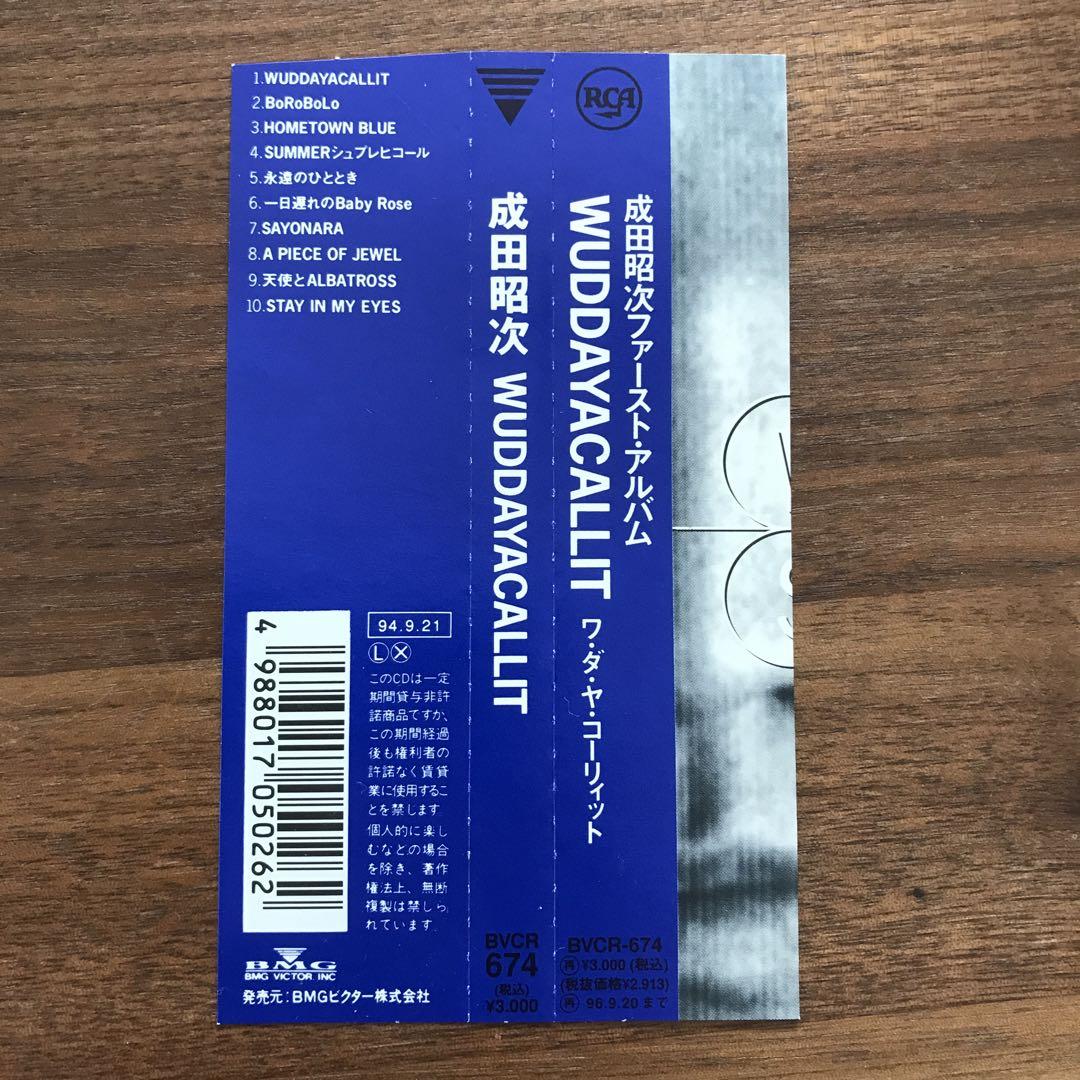 1.WUDDAYACALLIT
2.BoRoBoLo
3.HOMETOWN BLUE
4.SUMMERシュプレヒコール
5.永遠のひととき
6.一日遅れのBaby Rose
7.SAYONARA
8.A PIECE OF JEWEL
9.天使とALBATROSS
10.STAY IN MY EYES
4 988017 050262
94.9.21
L X
このCDは一定
期間貸与非許
諾商品ですが、
この期間経過
後も権利者の
許諾なく賃貸
業に使用するこ
とを禁じます
個人的に楽し
むなどの場合
を除き、著作
権法上、無断
複製は禁じら
れています.
BMG
BMG VICTOR, INC
発売元:BMGビクター株式会社
成田昭次 WUDDAYACALLIT
BVCR
674
(税込)
¥3.000
RCA
成田昭次ファースト・アルバム
WUDDAYACALLIT ワ・ダ・ヤ・コーリィット
BVCR-674
再 ¥3.000 (税込)
(税抜価格¥2.913)
再 96.9.20 まで